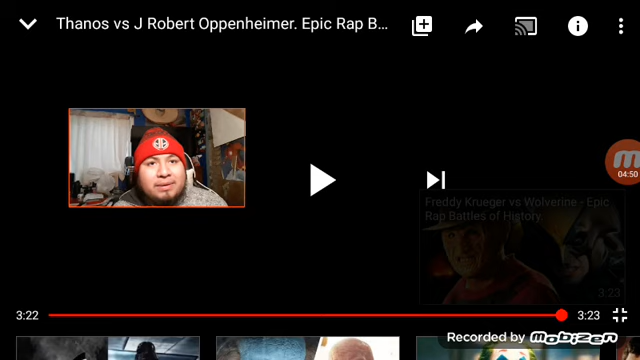 Thanos vs J Robert Oppenheimer. Epic Rap B...
04:50
Freddy Krueger vs Wolverine - Epic
Rap Battles of History.
3:23
3:22
3:23
Recorded by Mobizen